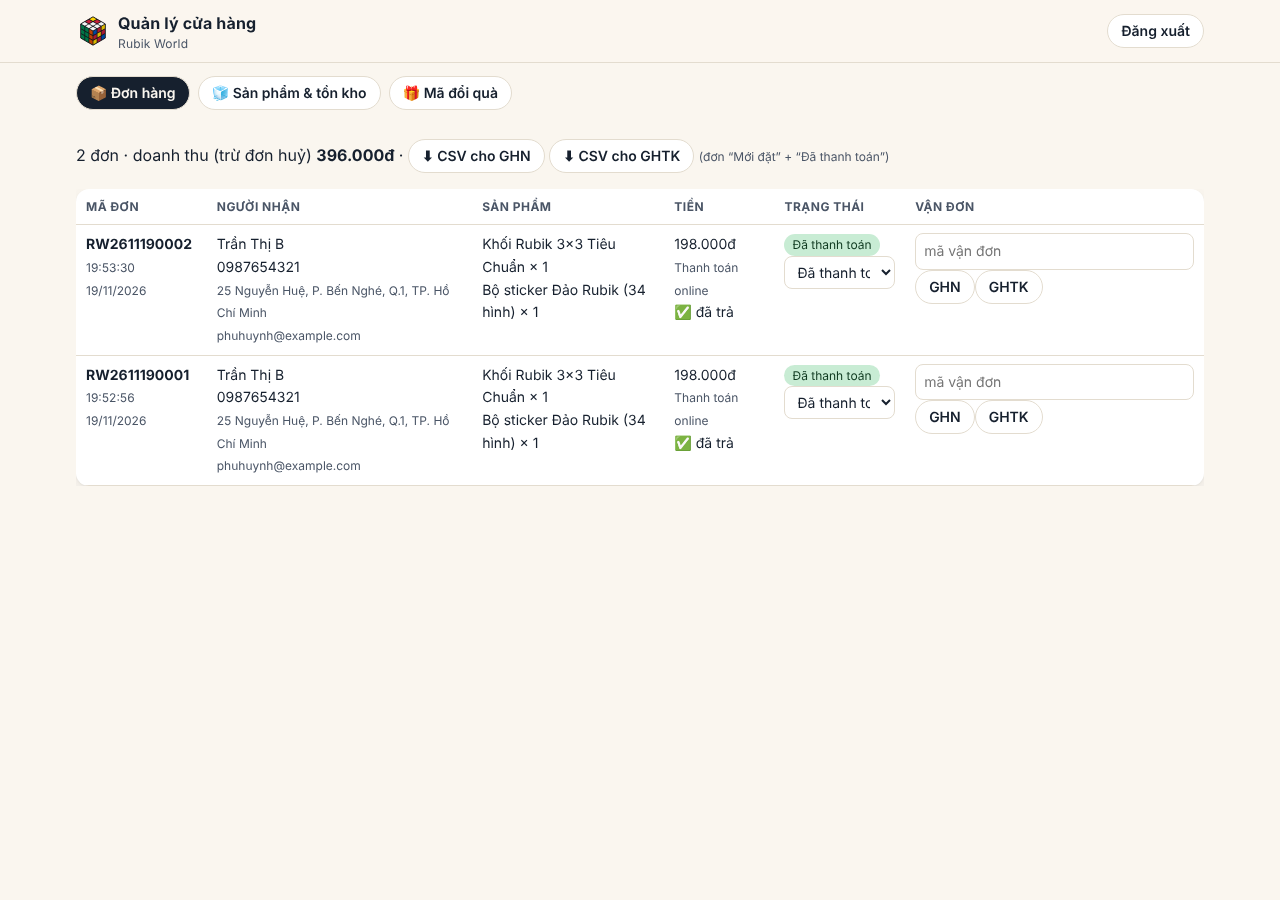 Quản lý cửa hàng
Rubik World
Đăng xuất
📦 Đơn hàng
🧊 Sản phẩm & tồn kho
🎁 Mã đổi quà
2 đơn · doanh thu (trừ đơn huỷ) 396.000đ · ⬇ CSV cho GHN ⬇ CSV cho GHTK (đơn “Mới đặt” + “Đã thanh toán”)
MÃ ĐƠN NGƯỜI NHẬN SẢN PHẨM TIỀN TRẠNG THÁI VẬN ĐƠN
RW2611190002
19:53:30
19/11/2026
Trần Thị B
0987654321
25 Nguyễn Huệ, P. Bến Nghé, Q.1, TP. Hồ
Chí Minh
phuhuynh@example.com
Khối Rubik 3×3 Tiêu
Chuẩn × 1
Bộ sticker Đảo Rubik (34
hình) × 1
198.000đ
Thanh toán
online
✅ đã trả
Đã thanh toán
Đã thanh tc
mã vận đơn
GHN GHTK
RW2611190001
19:52:56
19/11/2026
Trần Thị B
0987654321
25 Nguyễn Huệ, P. Bến Nghé, Q.1, TP. Hồ
Chí Minh
phuhuynh@example.com
Khối Rubik 3×3 Tiêu
Chuẩn × 1
Bộ sticker Đảo Rubik (34
hình) × 1
198.000đ
Thanh toán
online
✅ đã trả
Đã thanh toán
Đã thanh tc
mã vận đơn
GHN GHTK